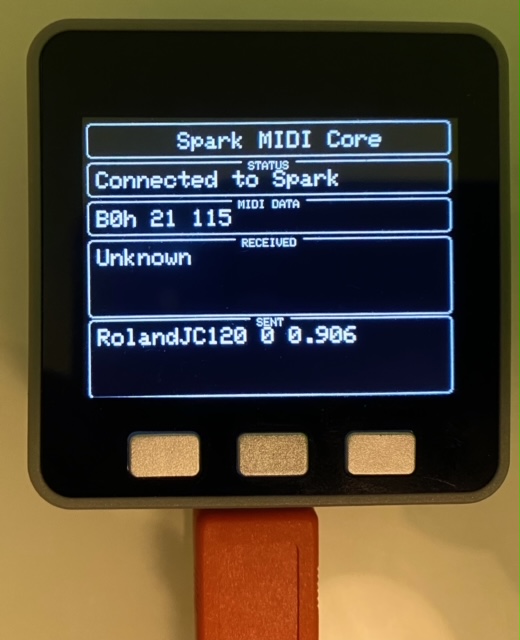 Spark MIDI Core
STATUS
Connected to Spark
MIDI DATA
B0h 21 115
RECEIVED
Unknown
SENT
RolandJC120 0 0.906